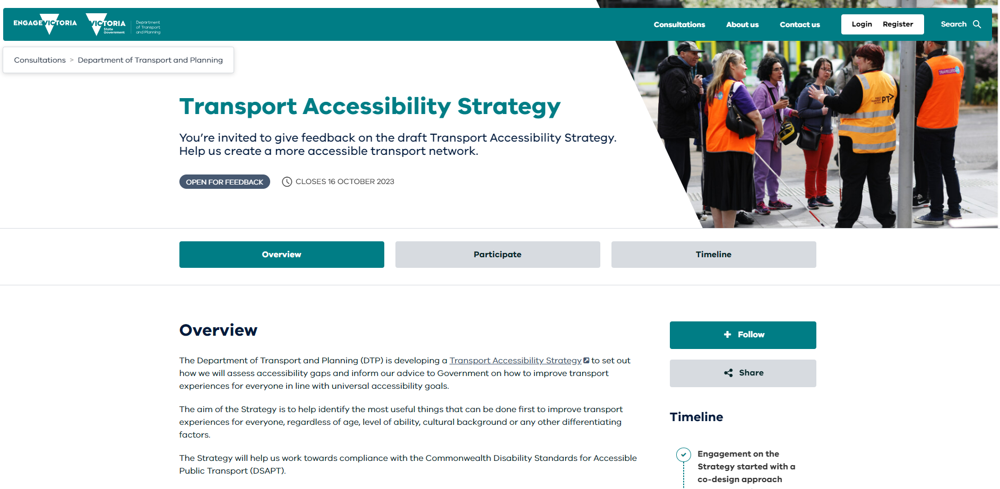 ENGAGEVICTORIA
VICTORIA
State
Government
Department
of Transport
and Planning
Consultations
About us
Contact us
Login
Register
Search
Consultations > Department of Transport and Planning
TRAVELLERS
PT>
Transport Accessibility Strategy
You're invited to give feedback on the draft Transport Accessibility Strategy.
Help us create a more accessible transport network.
OPEN FOR FEEDBACK
CLOSES 16 OCTOBER 2023
Overview
Participate
Timeline
Overview
The Department of Transport and Planning (DTP) is developing a Transport Accessibility Strategy to set out
how we will assess accessibility gaps and inform our advice to Government on how to improve transport
experiences for everyone in line with universal accessibility goals.
The aim of the Strategy is to help identify the most useful things that can be done first to improve transport
experiences for everyone, regardless of age, level of ability, cultural background or any other differentiating
factors.
The Strategy will help us work towards compliance with the Commonwealth Disability Standards for Accessible
Public Transport (DSAPT).
Follow
Share
Timeline
Engagement on the
Strategy started with a
co-design approach